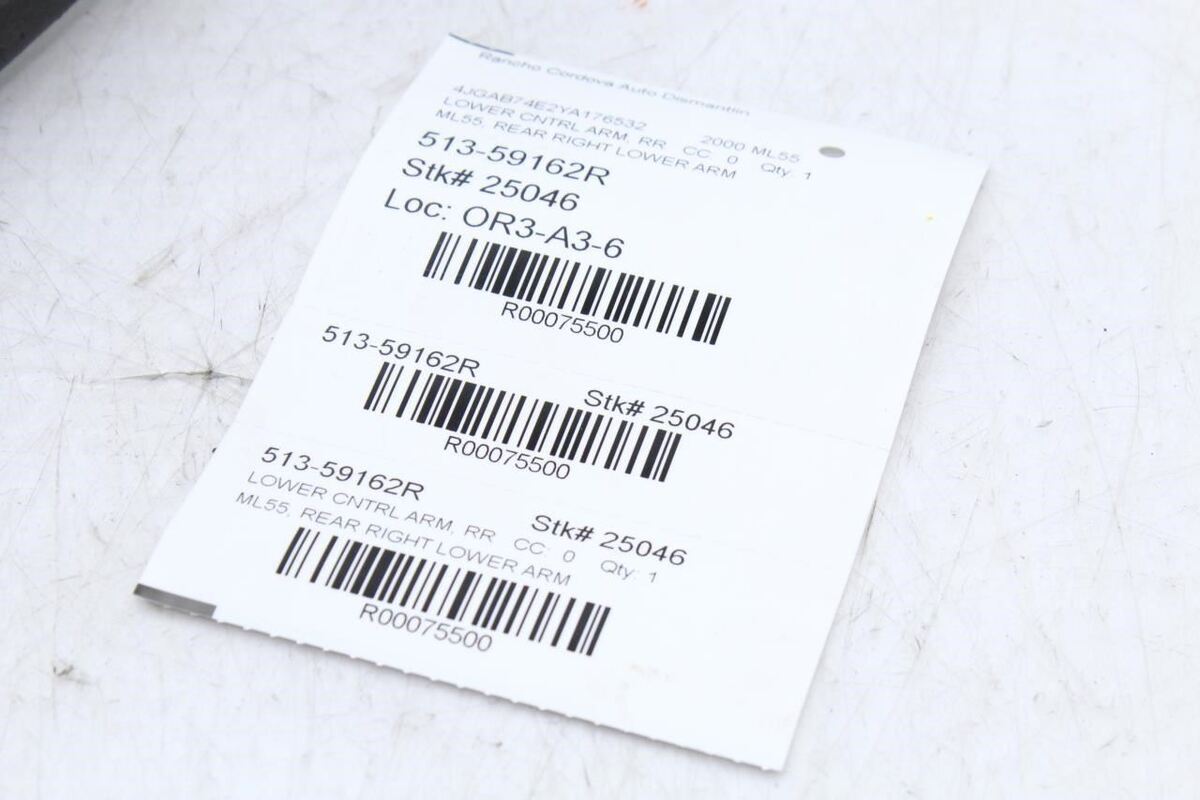 Rancho Cordova Auto Dismantlin
4JGAB74E2YA176532 2000 ML55
LOWER CNTRL ARM, RR CC: 0 Qty: 1
ML55, REAR RIGHT LOWER ARM
513-59162R
Stk# 25046
Loc: OR3-A3-6
R00075500
513-59162R Stk# 25046
R00075500
513-59162R Stk# 25046
LOWER CNTRL ARM, RR CC: 0 Qty: 1
ML55, REAR RIGHT LOWER ARM
R00075500